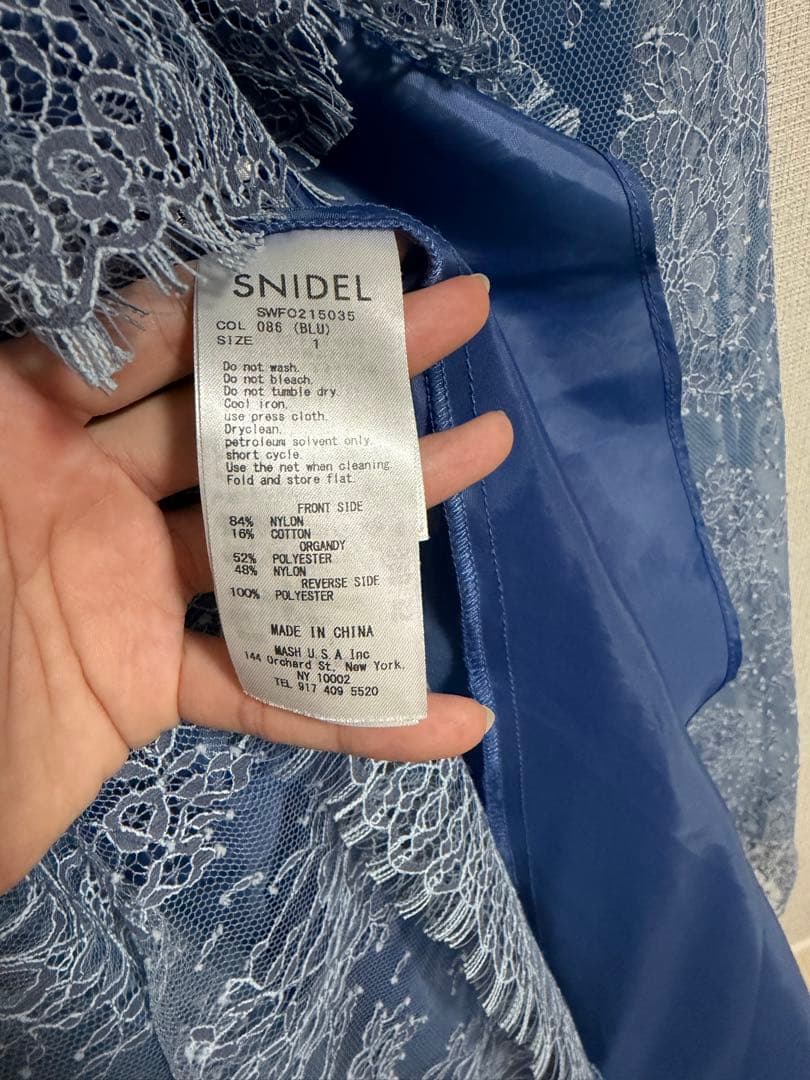 SNIDEL
SWFO215035
COL 086 (BLU)
SIZE 1
Do not wash.
Do not bleach.
Do not tumble dry.
Cool iron.
use press cloth.
Dryclean.
petroleum solvent only.
short cycle.
Use the net when cleaning.
Fold and store flat.
FRONT SIDE
84% NYLON
16% COTTON
ORGANDY
52% POLYESTER
48% NYLON
REVERSE SIDE
100% POLYESTER
MADE IN CHINA
MASH U.S.A Inc
144 Orchard St, New York,
NY 10002
TEL 917 409 5520